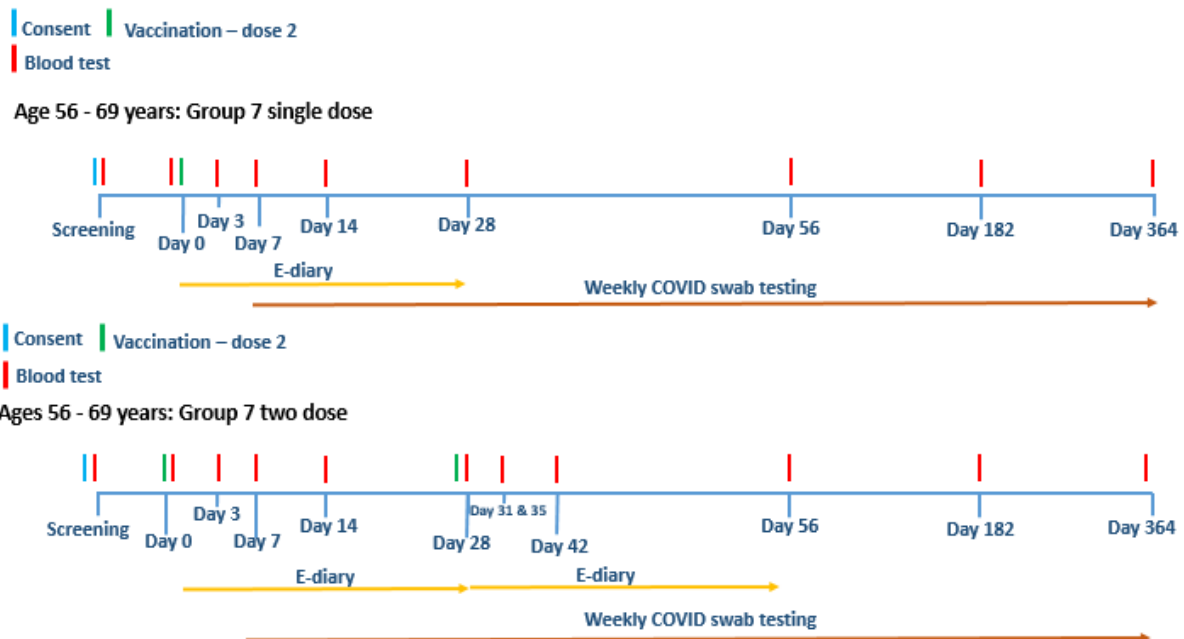 Consent Vaccination – dose 2
Blood test
Age 56 - 69 years: Group 7 single dose
Screening Day 0 Day 3 Day 7 Day 14 Day 28 Day 56 Day 182 Day 364
E-diary
Weekly COVID swab testing
Consent Vaccination – dose 2
Blood test
Ages 56 - 69 years: Group 7 two dose
Screening Day 0 Day 3 Day 7 Day 14 Day 28 Day 31 & 35 Day 42 Day 56 Day 182 Day 364
E-diary E-diary
Weekly COVID swab testing